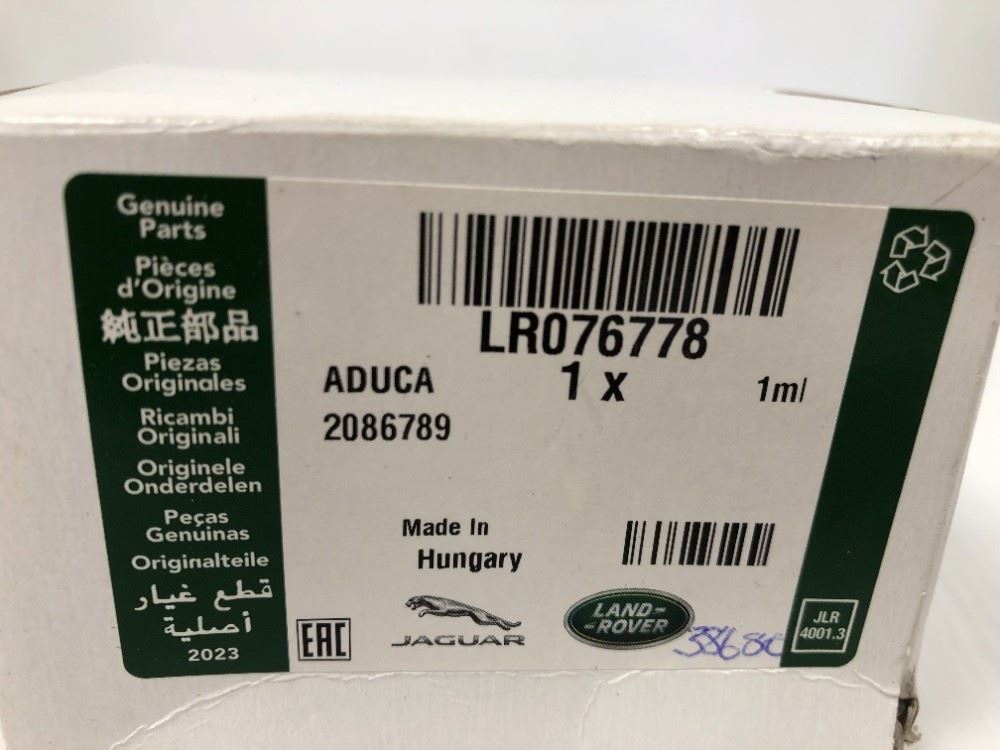 Genuine
Parts
Pièces
d'Origine
純正部品
Piezas
Originales
Ricambi
Originali
Originele
Onderdelen
Peças
Genuinas
Originalteile
قطع غيار
أصلية
2023
LR076778
ADUCA
1 x
1ml
2086789
Made In
Hungary
EAC
JAGUAR
LAND-
-ROVER
JLR
4001.3